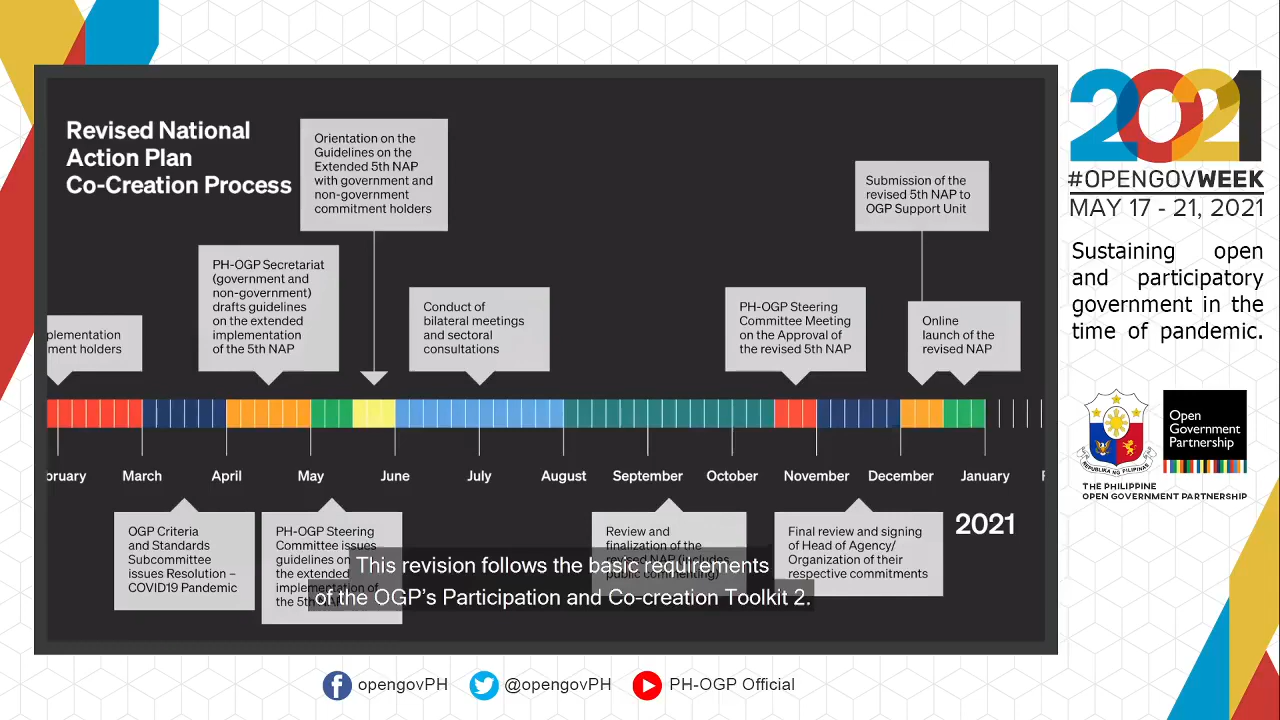 Revised National
Action Plan
Co-Creation Process
Orientation on the
Guidelines on the
Extended 5th NAP
with government and
non-government
commitment holders
Submission of the
revised 5th NAP to
OGP Support Unit
PH-OGP Secretariat
(government and
non-government)
drafts guidelines
on the extended
implementation
of the 5th NAP
plementation
ment holders
Conduct of
bilateral meetings
and sectoral
consultations
PH-OGP Steering
Committee Meeting
on the Approval of
the revised 5th NAP
Online
launch of the
revised NAP
bruary March April May June July August September October November December January F
2021
OGP Criteria
and Standards
Subcommittee
issues Resolution –
COVID19 Pandemic
PH-OGP Steering
Committee issues
guidelines on
the extended
implementation of
the 5th
Review and
finalization of the
revised NAP (includes
public commenting)
Final review and signing
of Head of Agency/
Organization of their
respective commitments
This revision follows the basic requirements
of the OGP’s Participation and Co-creation Toolkit 2.
2021
#OPENGOVWEEK
MAY 17 - 21, 2021
Sustaining open
and participatory
government in the
time of pandemic.
REPUBLIKA NG PILIPINAS
Open
Government
Partnership
THE PHILIPPINE
OPEN GOVERNMENT PARTNERSHIP
opengovPH @opengovPH PH-OGP Official